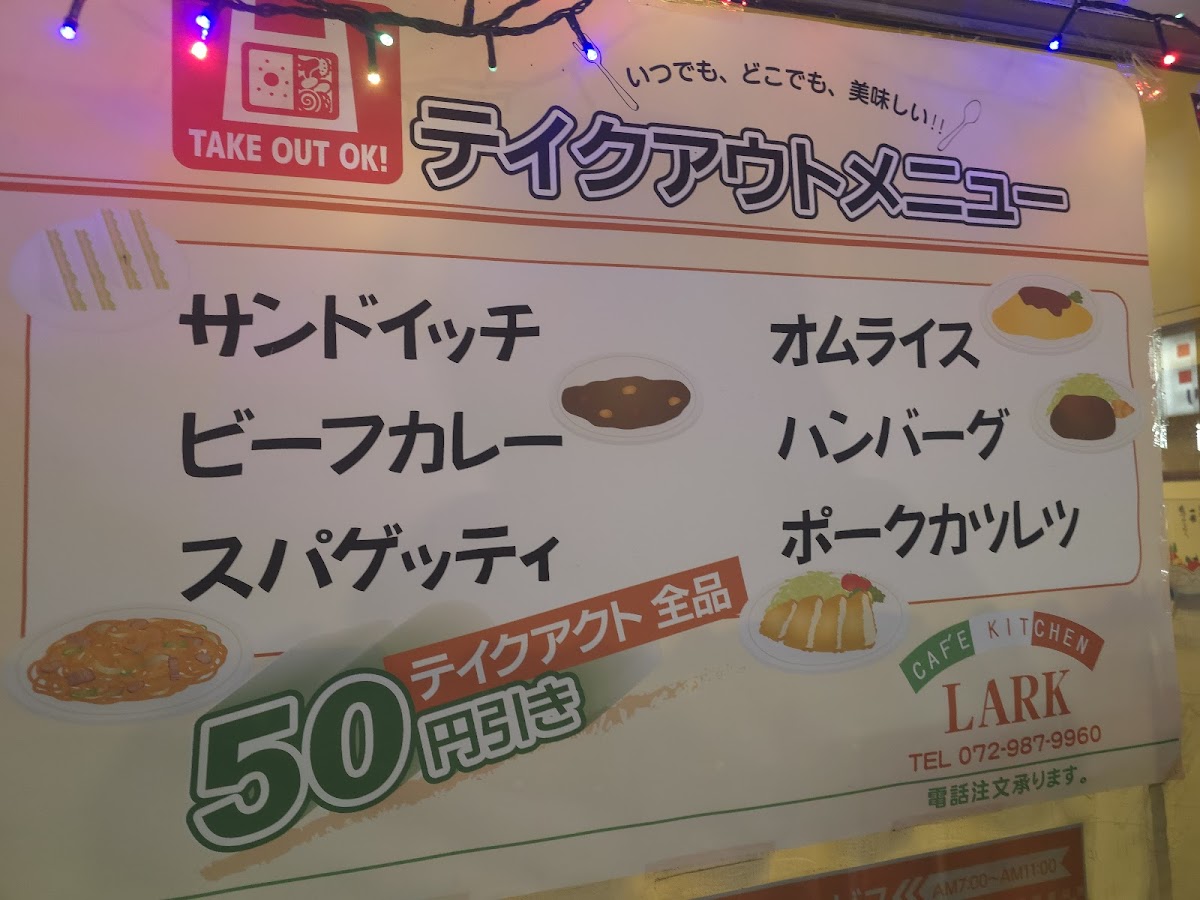 TAKE OUT OK!
いつでも、どこでも、美味しい!!
テイクアウトメニュー
サンドイッチ
オムライス
ビーフカレー
ハンバーグ
スパゲッティ
ポークカツレツ
テイクアクト 全品
50円引き
CAFE KITCHEN
LARK
TEL 072-987-9960
電話注文承ります。
AM7:00~AM11:00